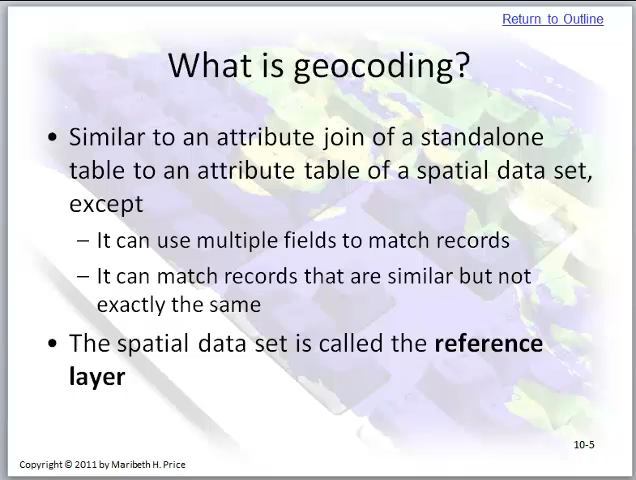 Return to Outline
What is geocoding?
• Similar to an attribute join of a standalone
table to an attribute table of a spatial data set,
except
– It can use multiple fields to match records
– It can match records that are similar but not
exactly the same
• The spatial data set is called the reference
layer
10-5
Copyright © 2011 by Maribeth H. Price